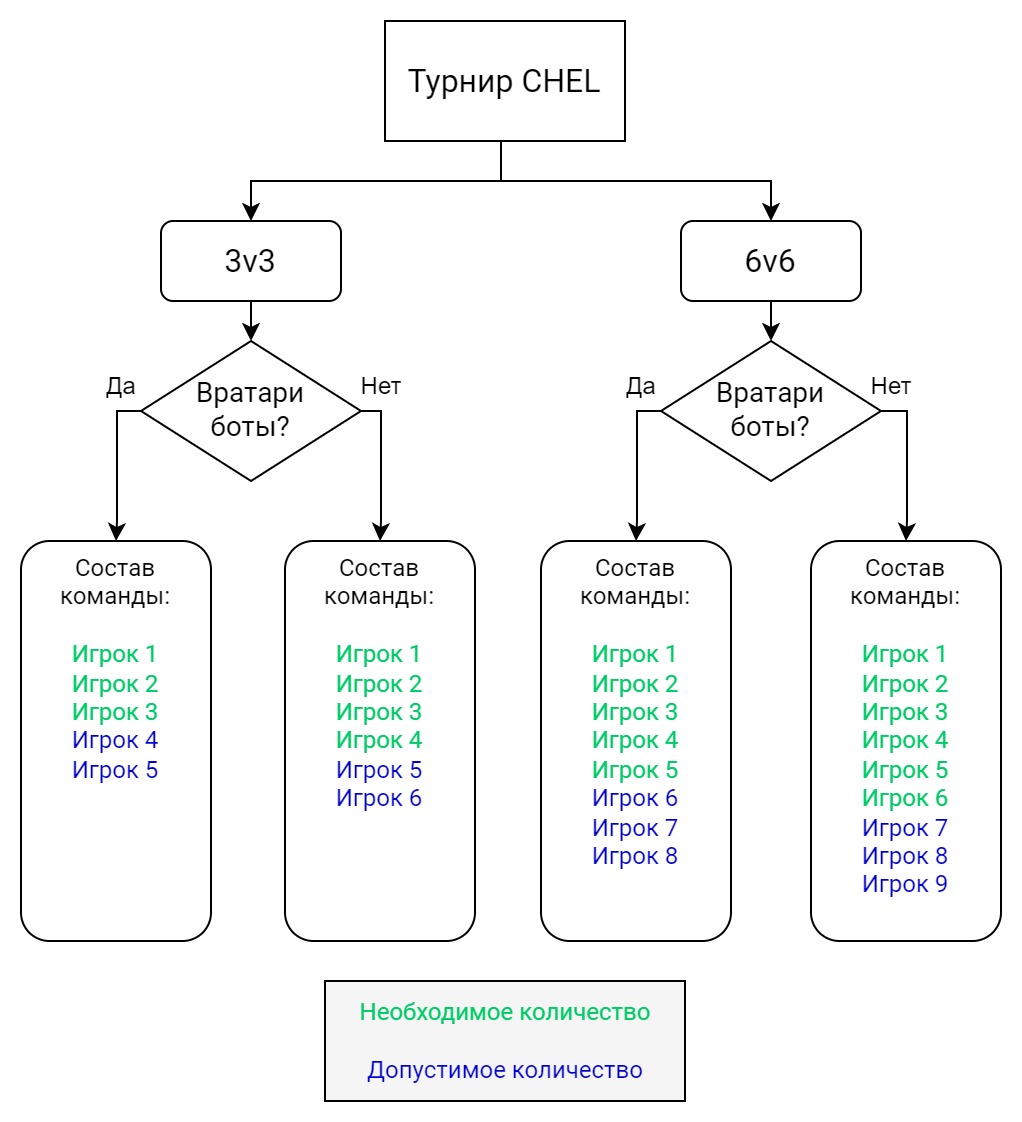 Турнир CHEL
3v3
6v6
Да
Вратари
боты?
Нет
Да
Вратари
боты?
Нет
Состав
команды:
Игрок 1
Игрок 2
Игрок 3
Игрок 4
Игрок 5
Состав
команды:
Игрок 1
Игрок 2
Игрок 3
Игрок 4
Игрок 5
Игрок 6
Состав
команды:
Игрок 1
Игрок 2
Игрок 3
Игрок 4
Игрок 5
Игрок 6
Игрок 7
Игрок 8
Состав
команды:
Игрок 1
Игрок 2
Игрок 3
Игрок 4
Игрок 5
Игрок 6
Игрок 7
Игрок 8
Игрок 9
Необходимое количество
Допустимое количество